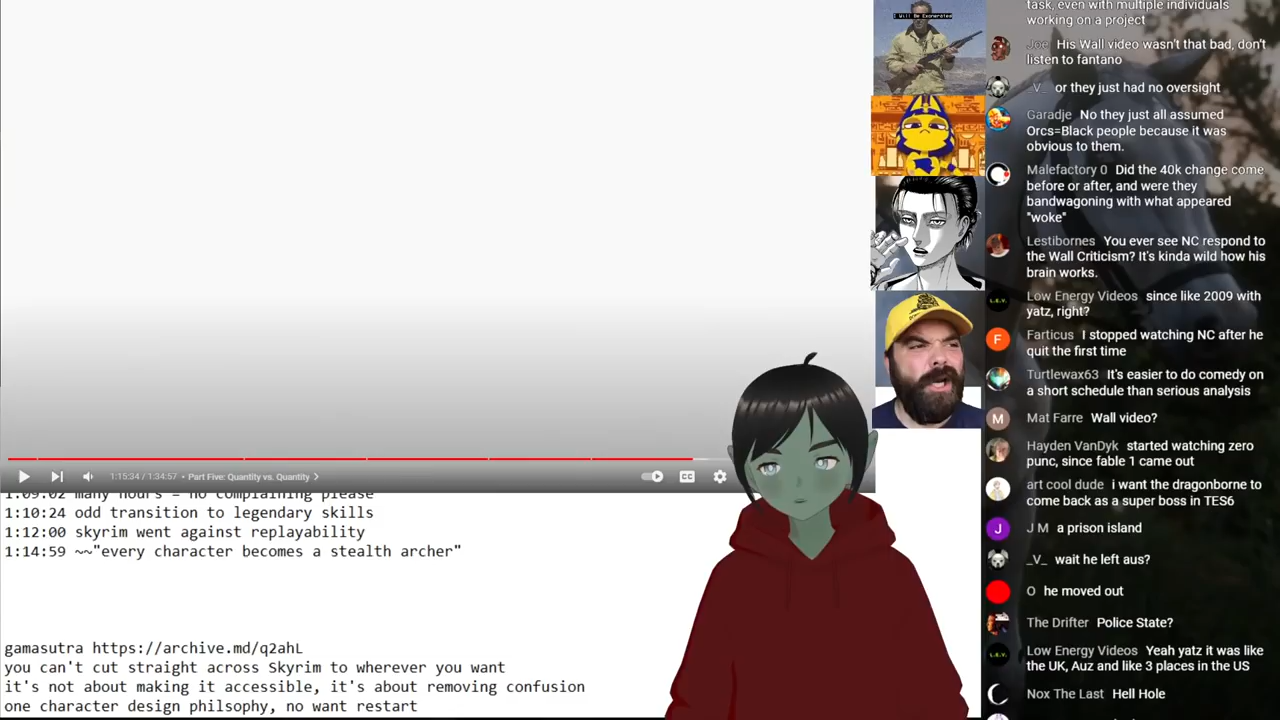 I Will Be Exonerated
1:15:34 / 1:34:57 • Part Five: Quantity vs. Quantity
CC
1:09:02 many hours = no complaining please
1:10:24 odd transition to legendary skills
1:12:00 skyrim went against replayability
1:14:59 ~~"every character becomes a stealth archer"
gamasutra https://archive.md/q2ahL
you can't cut straight across Skyrim to wherever you want
it's not about making it accessible, it's about removing confusion
one character design philsophy, no want restart
task, even with multiple individuals
working on a project
Joe His Wall video wasn't that bad, don't
listen to fantano
_V_ or they just had no oversight
Garadje No they just all assumed
Orcs=Black people because it was
obvious to them.
Malefactory 0 Did the 40k change come
before or after, and were they
bandwagoning with what appeared
"woke"
Lestibornes You ever see NC respond to
the Wall Criticism? It's kinda wild how his
brain works.
L.E.V.
Low Energy Videos since like 2009 with
yatz, right?
F
Farticus I stopped watching NC after he
quit the first time
Turtlewax63 It's easier to do comedy on
a short schedule than serious analysis
M
Mat Farre Wall video?
Hayden VanDyk started watching zero
punc, since fable 1 came out
art cool dude i want the dragonborne to
come back as a super boss in TES6
J
J M a prison island
_V_ wait he left aus?
O he moved out
The Drifter Police State?
L.E.V.
Low Energy Videos Yeah yatz it was like
the UK, Auz and like 3 places in the US
Nox The Last Hell Hole